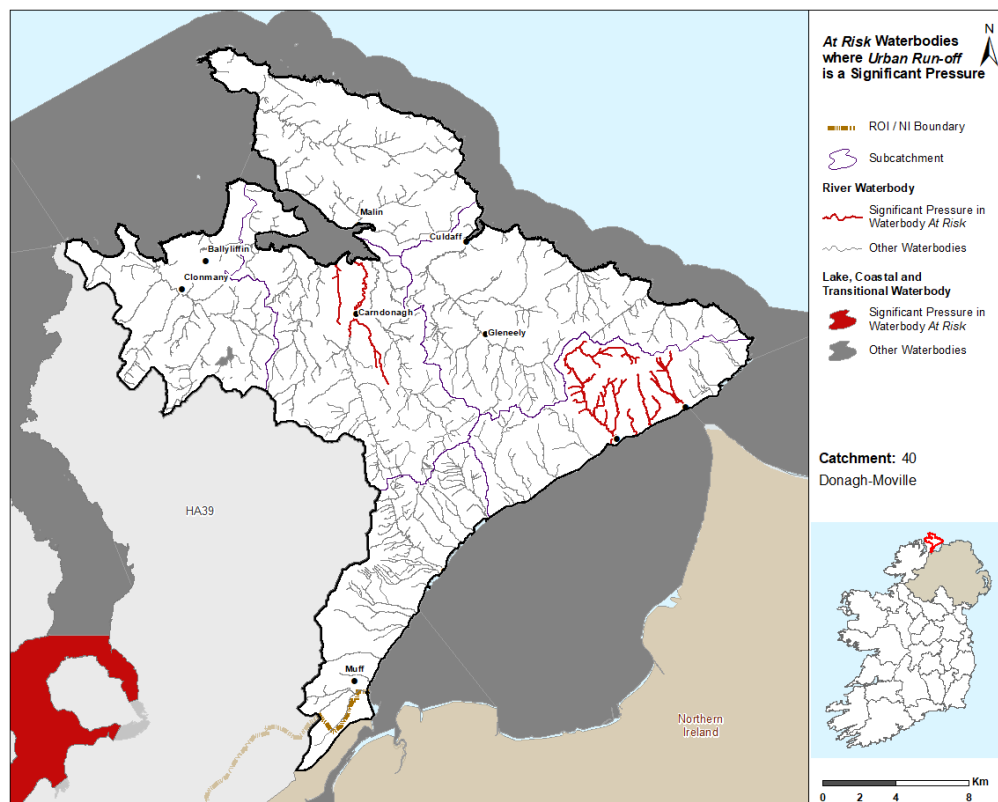 Malin
Culdaff
Ballyliffin
Clonmany
Carndonagh
Gleneely
HA39
Muff
Northern
Ireland
N
At Risk Waterbodies
where Urban Run-off
is a Significant Pressure
ROI / NI Boundary
Subcatchment
River Waterbody
Significant Pressure in
Waterbody At Risk
Other Waterbodies
Lake, Coastal and
Transitional Waterbody
Significant Pressure in
Waterbody At Risk
Other Waterbodies
Catchment: 40
Donagh-Moville
Km
0 2 4 8